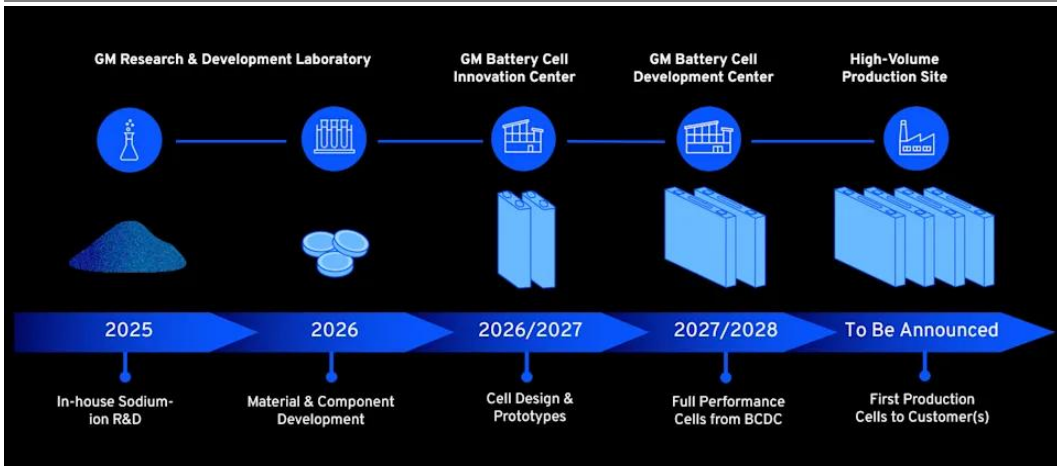 GM Research & Development Laboratory
GM Battery Cell
Innovation Center
GM Battery Cell
Development Center
High-Volume
Production Site
2025
2026
2026/2027
2027/2028
To Be Announced
In-house Sodium-
ion R&D
Material & Component
Development
Cell Design &
Prototypes
Full Performance
Cells from BCDC
First Production
Cells to Customer(s)